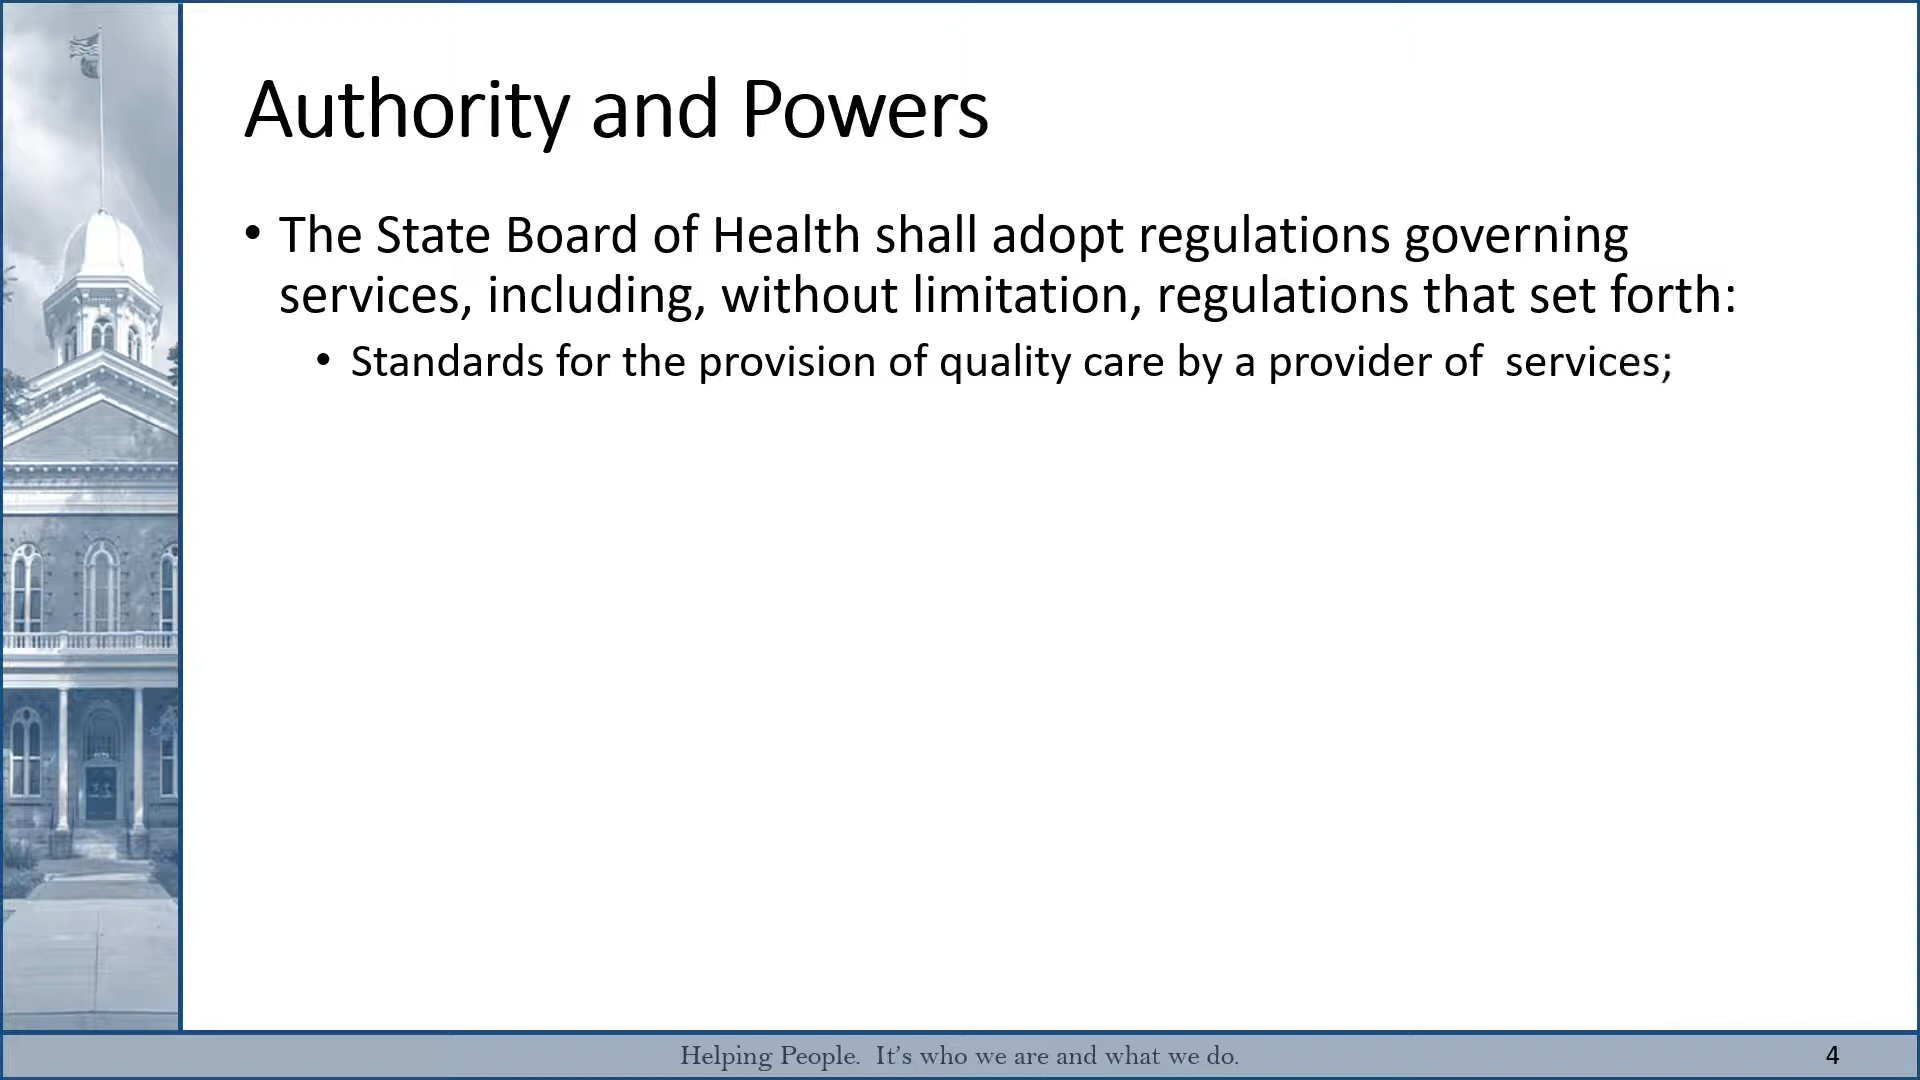 Authority and Powers
• The State Board of Health shall adopt regulations governing
services, including, without limitation, regulations that set forth:
• Standards for the provision of quality care by a provider of  services;
Helping People.  It’s who we are and what we do.
4